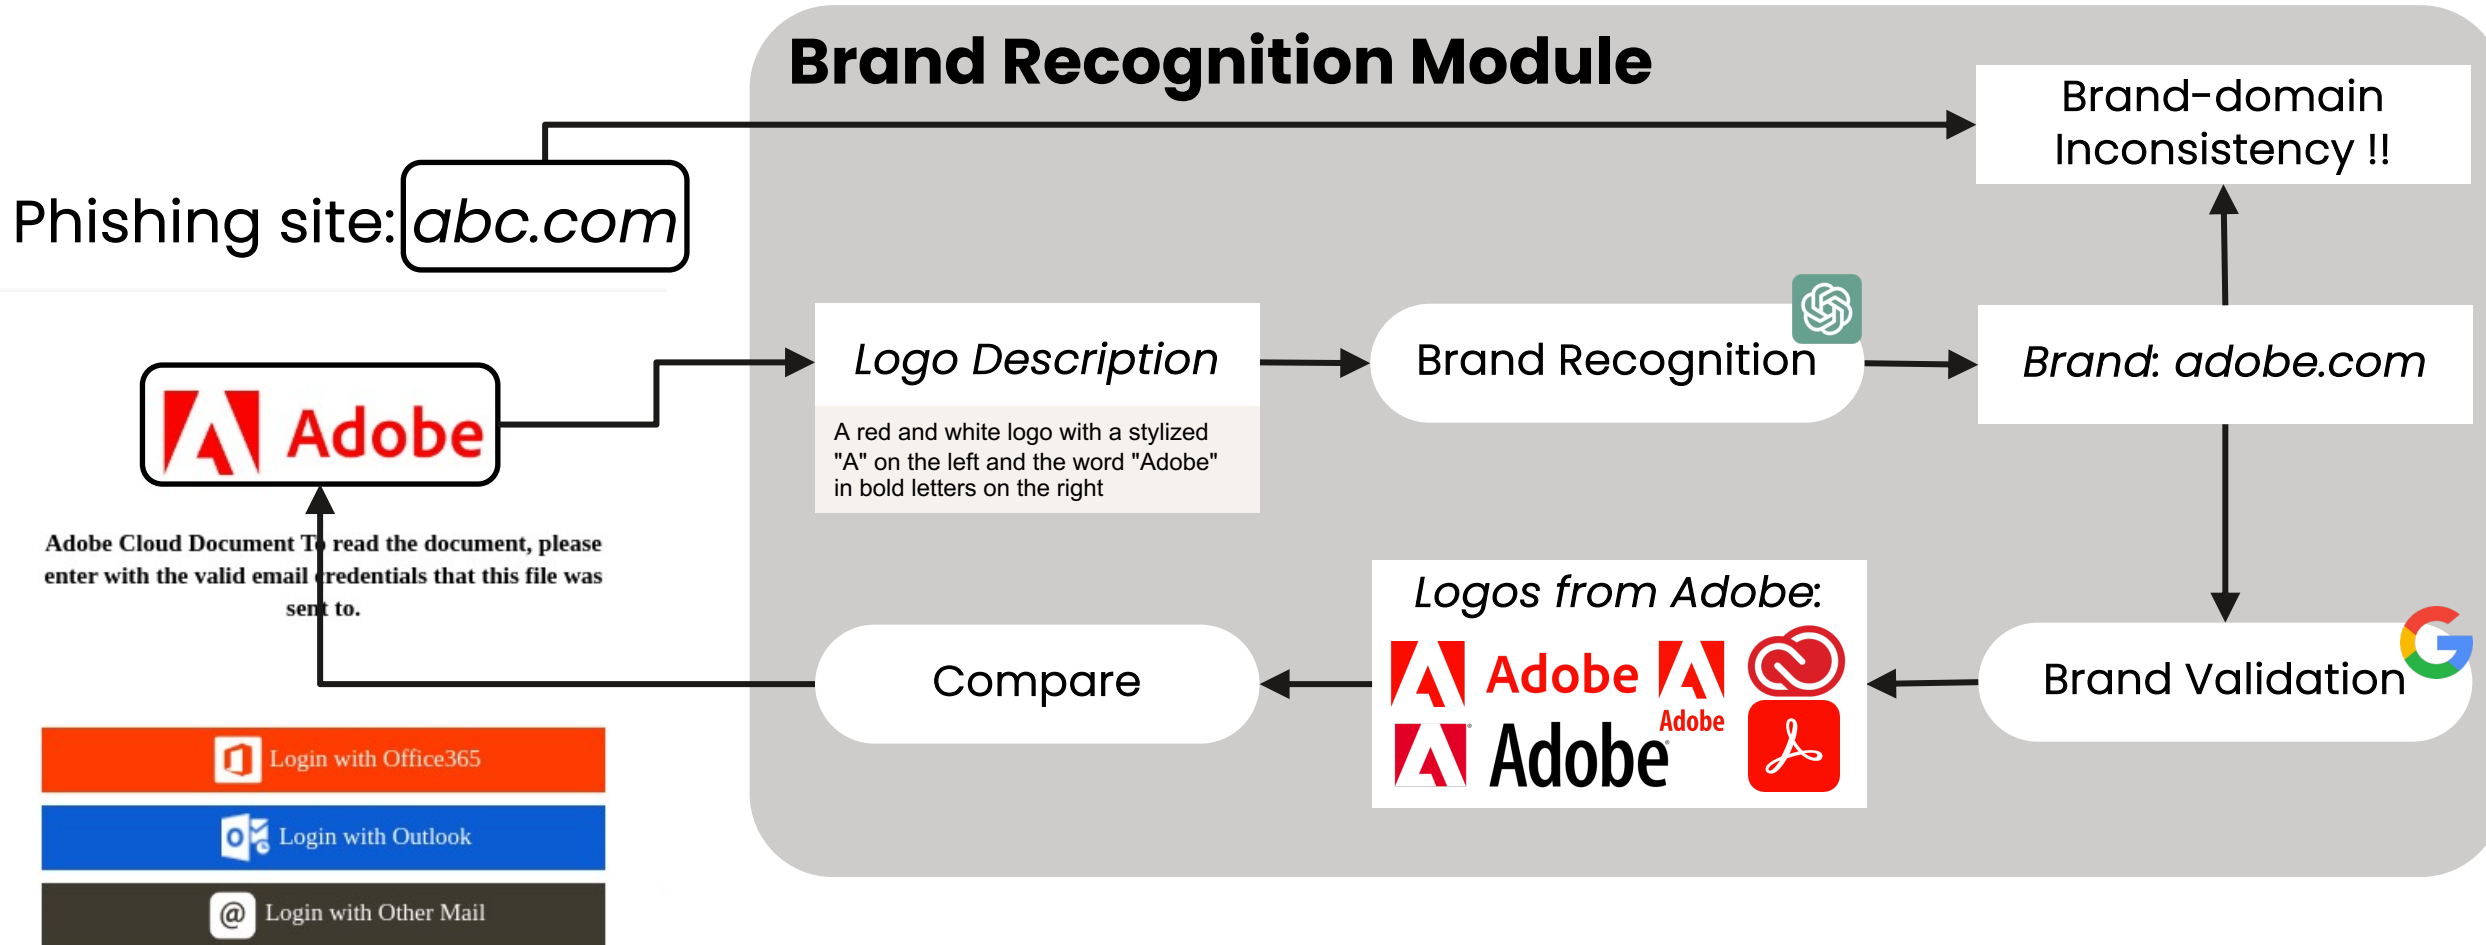 Brand Recognition Module
Brand-domain
Inconsistency !!
Phishing site: abc.com
Logo Description
A red and white logo with a stylized
"A" on the left and the word "Adobe"
in bold letters on the right
Brand Recognition
Brand: adobe.com
Adobe
Adobe Cloud Document To read the document, please
enter with the valid email credentials that this file was
sent to.
Login with Office365
Login with Outlook
@ Login with Other Mail
Compare
Logos from Adobe:
Adobe
Adobe
Adobe
Brand Validation